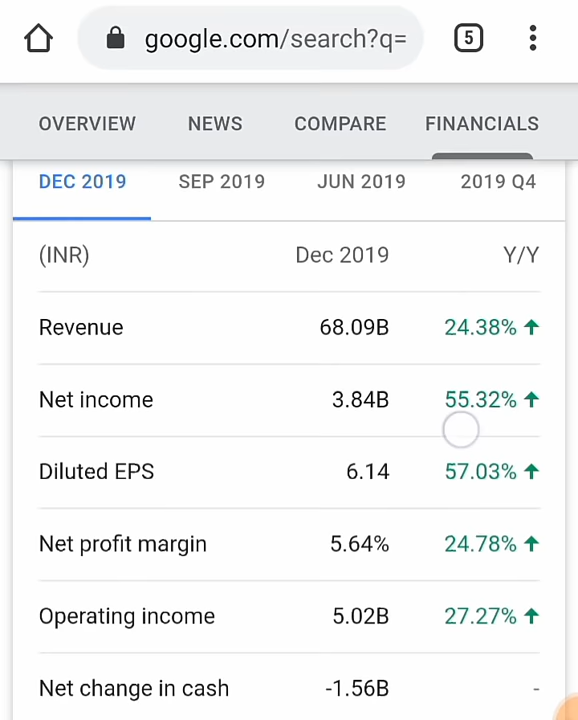 google.com/search?q=
5
OVERVIEW NEWS COMPARE FINANCIALS
DEC 2019 SEP 2019 JUN 2019 2019 Q4
(INR) Dec 2019 Y/Y
Revenue 68.09B 24.38%
Net income 3.84B 55.32%
Diluted EPS 6.14 57.03%
Net profit margin 5.64% 24.78%
Operating income 5.02B 27.27%
Net change in cash -1.56B -